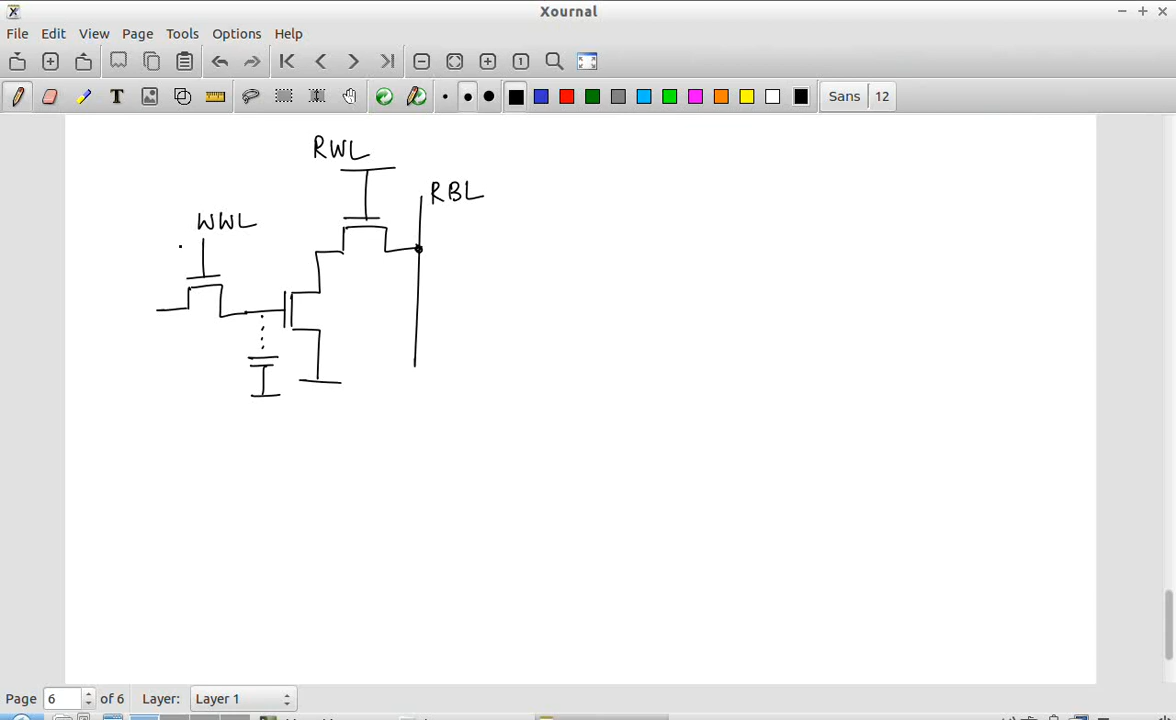 Xournal
File Edit View Page Tools Options Help
Sans 12
RWL
RBL
WWL
Page 6 of 6 Layer: Layer 1